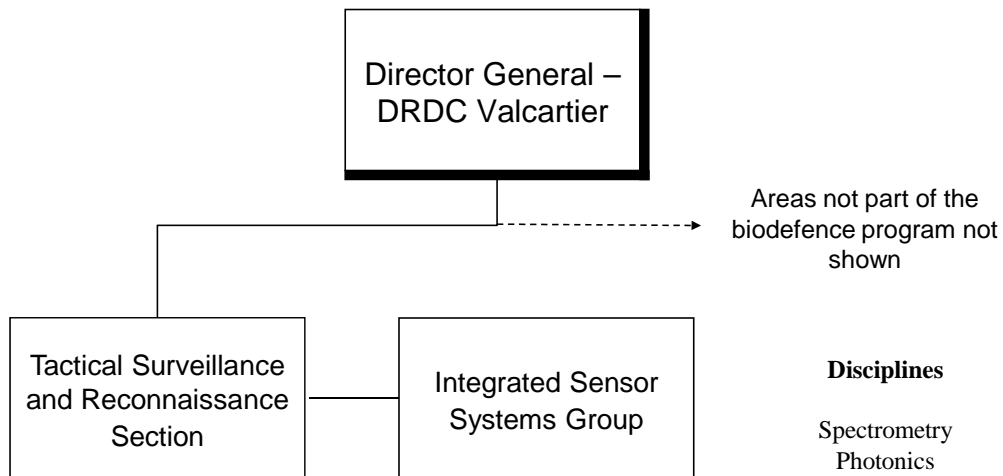 Director General –
DRDC Valcartier
Areas not part of the
biodefence program not
shown
Tactical Surveillance
and Reconnaissance
Section
Integrated Sensor
Systems Group
Disciplines
Spectrometry
Photonics